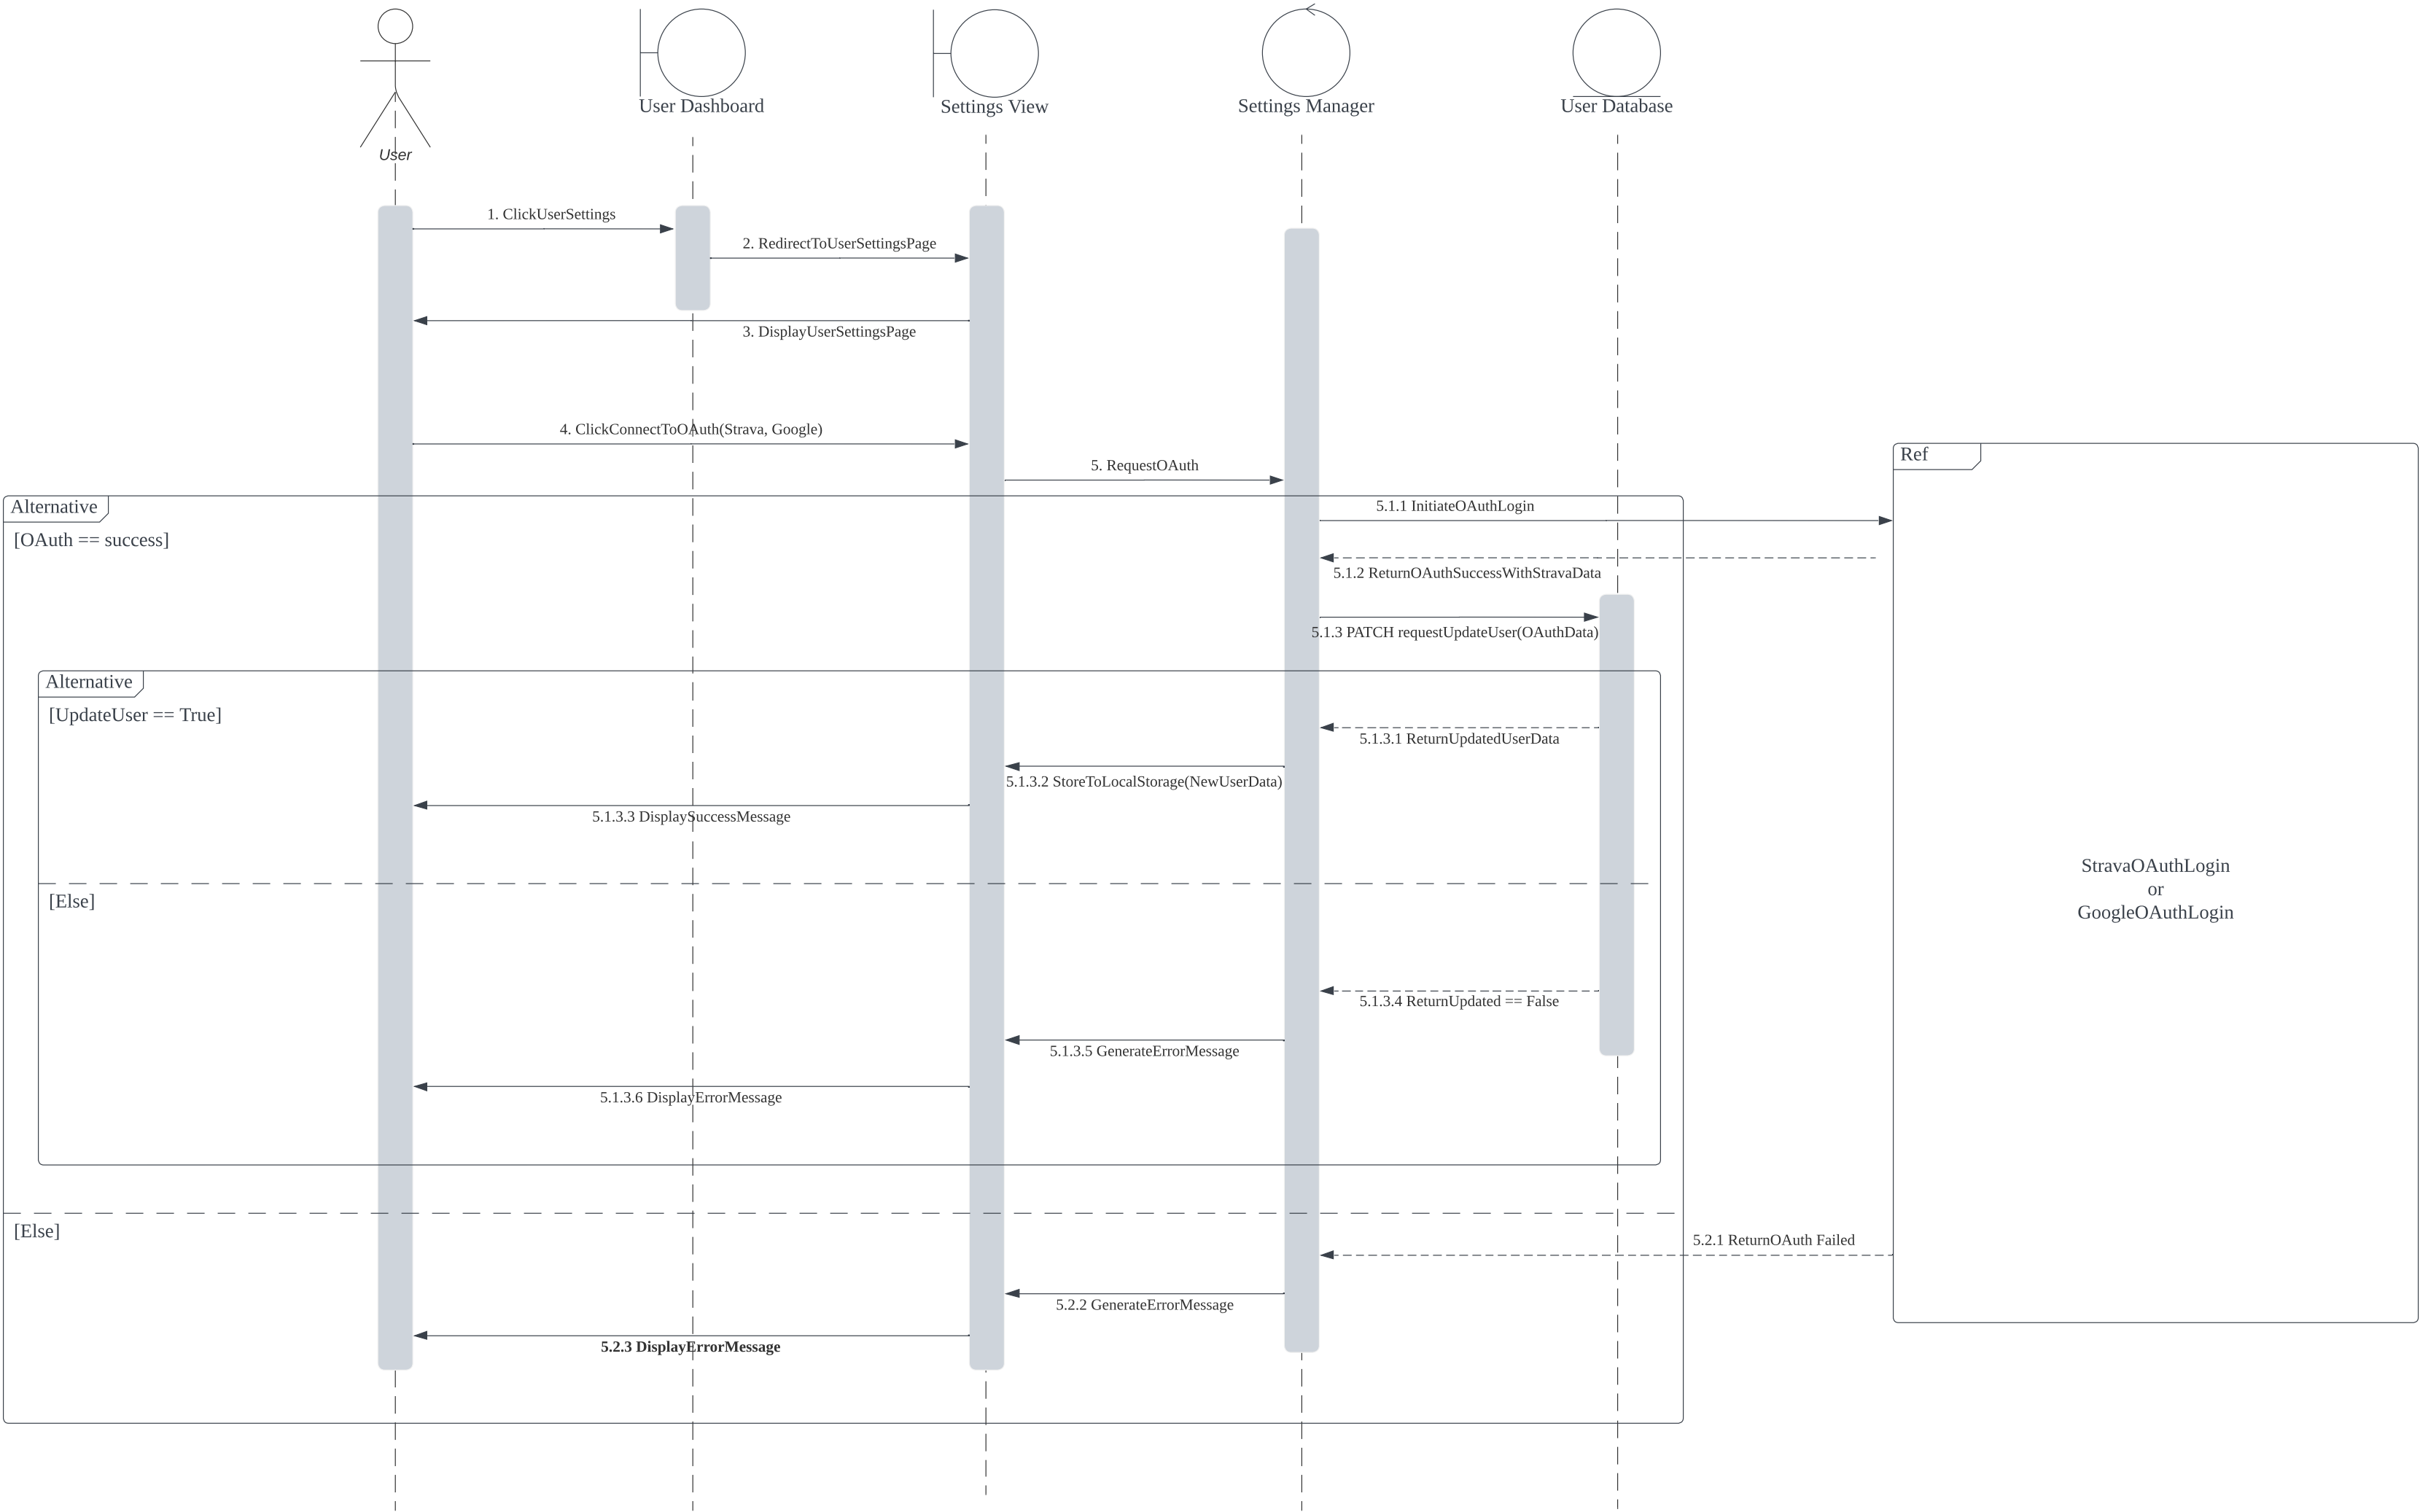 User
User Dashboard
Settings View
Settings Manager
User Database
1. ClickUserSettings
2. RedirectToUserSettingsPage
3. DisplayUserSettingsPage
4. ClickConnectToOAuth(Strava, Google)
Ref
5. RequestOAuth
Alternative
5.1.1 InitiateOAuthLogin
[OAuth == success]
5.1.2 ReturnOAuthSuccessWithStravaData
5.1.3 PATCH requestUpdateUser(OAuthData)
Alternative
[UpdateUser == True]
5.1.3.1 ReturnUpdatedUserData
5.1.3.2 StoreToLocalStorage(NewUserData)
5.1.3.3 DisplaySuccessMessage
StravaOAuthLogin
or
GoogleOAuthLogin
[Else]
5.1.3.4 ReturnUpdated == False
5.1.3.5 GenerateErrorMessage
5.1.3.6 DisplayErrorMessage
[Else]
5.2.1 ReturnOAuth Failed
5.2.2 GenerateErrorMessage
5.2.3 DisplayErrorMessage